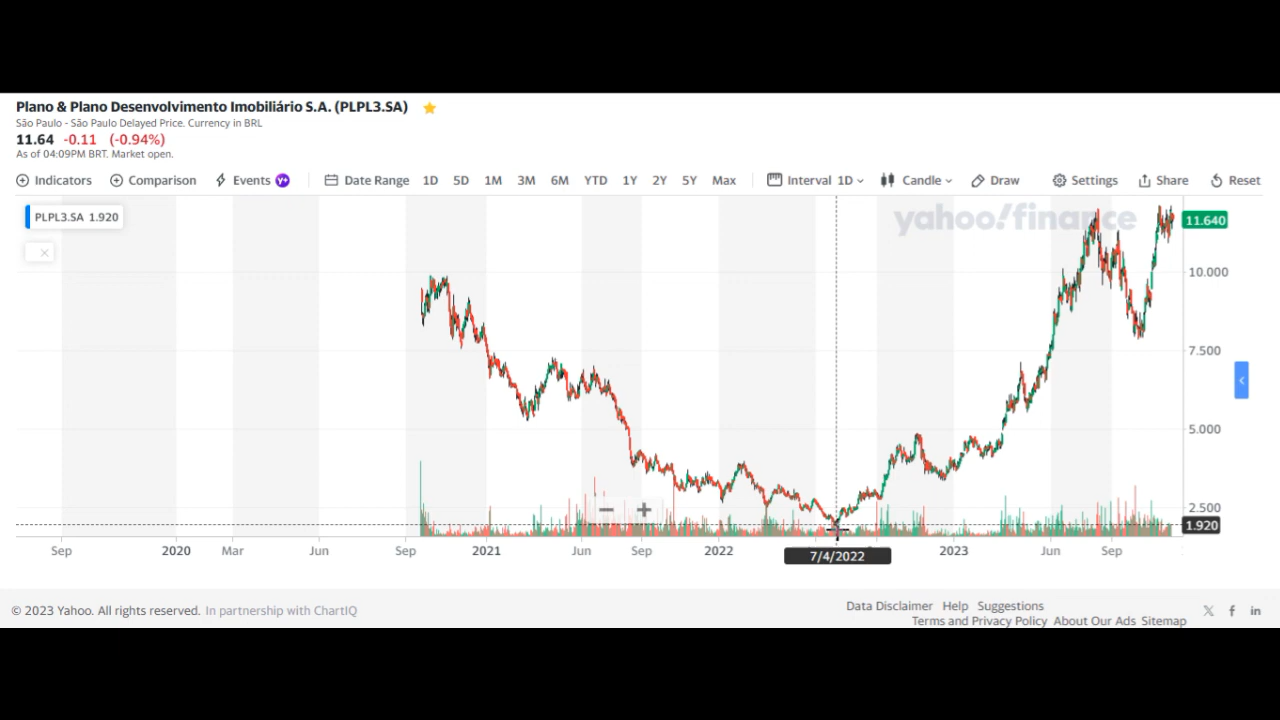 Plano & Plano Desenvolvimento Imobiliário S.A. (PLPL3.SA)
São Paulo - São Paulo Delayed Price. Currency in BRL
11.64 -0.11 (-0.94%)
As of 04:09PM BRT. Market open.
Indicators Comparison Events Y+ Date Range 1D 5D 1M 3M 6M YTD 1Y 2Y 5Y Max Interval 1D Candle Draw Settings Share Reset
PLPL3.SA 1.920
yahoo!finance
11.640
10.000
7.500
5.000
2.500
1.920
Sep 2020 Mar Jun Sep 2021 Jun Sep 2022 7/4/2022 2023 Jun Sep
© 2023 Yahoo. All rights reserved. In partnership with ChartIQ
Data Disclaimer Help Suggestions
Terms and Privacy Policy About Our Ads Sitemap
X f in